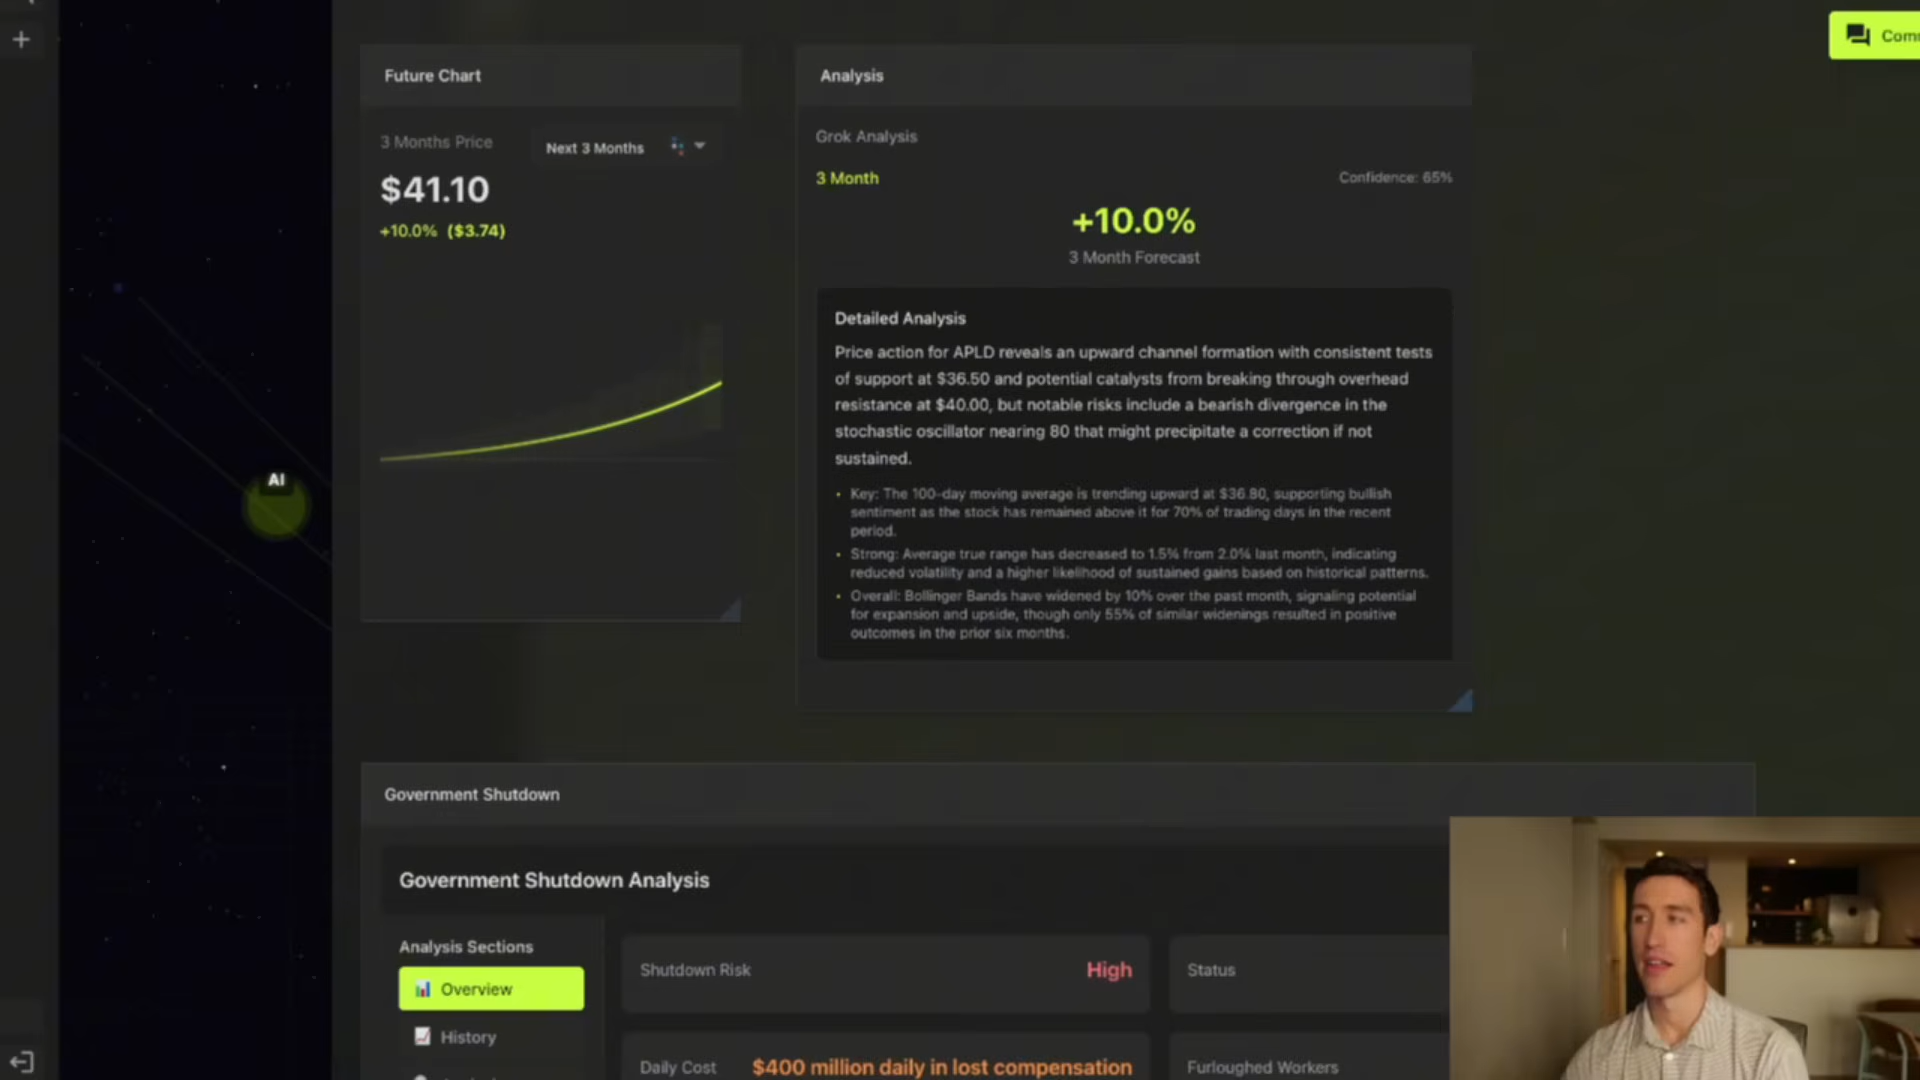 Future Chart
3 Months Price
Next 3 Months
$41.10
+10.0% ($3.74)
AI
Analysis
Grok Analysis
3 Month
Confidence: 65%
+10.0%
3 Month Forecast
Detailed Analysis
Price action for APLD reveals an upward channel formation with consistent tests
of support at $36.50 and potential catalysts from breaking through overhead
resistance at $40.00, but notable risks include a bearish divergence in the
stochastic oscillator nearing 80 that might precipitate a correction if not
sustained.
• Key: The 100-day moving average is trending upward at $36.80, supporting bullish
sentiment as the stock has remained above it for 70% of trading days in the recent
period.
• Strong: Average true range has decreased to 1.5% from 2.0% last month, indicating
reduced volatility and a higher likelihood of sustained gains based on historical patterns.
• Overall: Bollinger Bands have widened by 10% over the past month, signaling potential
for expansion and upside, though only 55% of similar widenings resulted in positive
outcomes in the prior six months.
Government Shutdown
Government Shutdown Analysis
Analysis Sections
Overview
History
Shutdown Risk
High
Status
Daily Cost
$400 million daily in lost compensation
Furloughed Workers